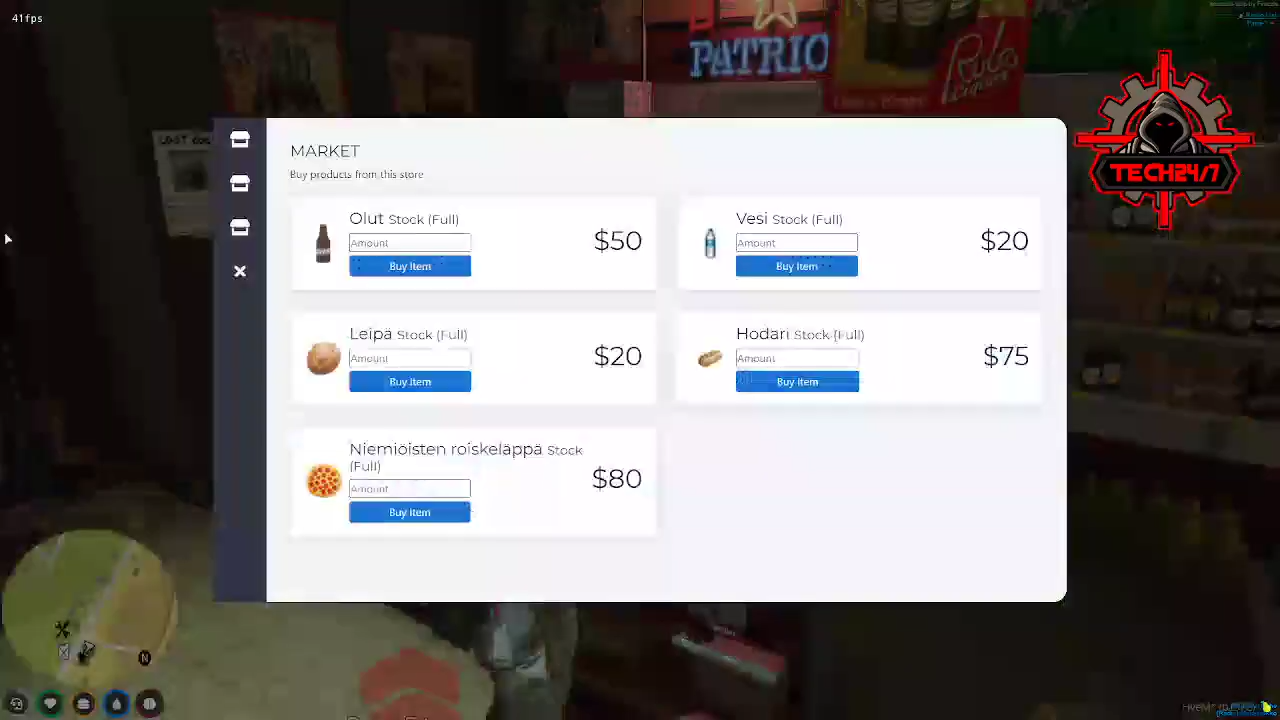 41fps
PATRIO
LOST DOG
TECH24/7
MARKET
Buy products from this store
Olut Stock (Full)
Amount
Buy Item
$50
Vesi Stock (Full)
Amount
Buy Item
$20
Leipä Stock (Full)
Amount
Buy Item
$20
Hodari Stock (Full)
Amount
Buy Item
$75
Niemiöisten roiskeläppä Stock
(Full)
Amount
Buy Item
$80
N